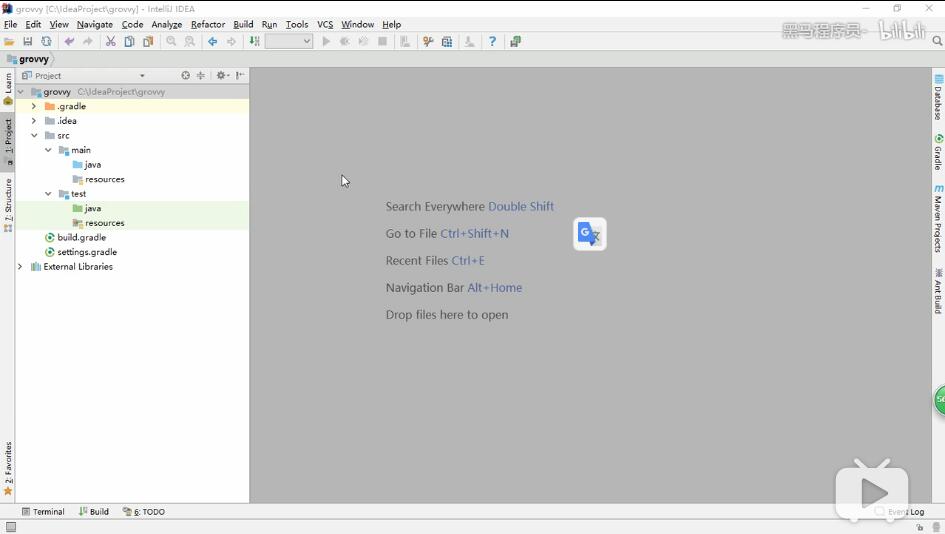 grovvy [C:\IdeaProject\grovvy] - IntelliJ IDEA
File Edit View Navigate Code Analyze Refactor Build Run Tools VCS Window Help
黑马程序员- bilibili
grovvy
Project
Learn
1: Project
7: Structure
2: Favorites
grovvy C:\IdeaProject\grovvy
.gradle
.idea
src
main
java
resources
test
java
resources
build.gradle
settings.gradle
External Libraries
Search Everywhere Double Shift
Go to File Ctrl+Shift+N
Recent Files Ctrl+E
Navigation Bar Alt+Home
Drop files here to open
G
Database
Gradle
m Maven Projects
Ant Build
Terminal Build 6: TODO Event Log